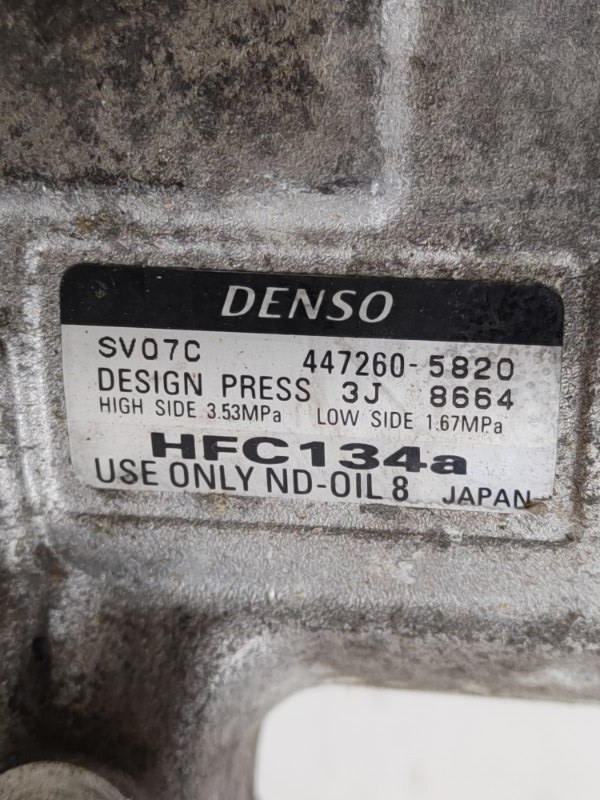 DENSO
SV07C 447260-5820
DESIGN PRESS 3J 8664
HIGH SIDE 3.53MPa LOW SIDE 1.67MPa
HFC134a
USE ONLY ND-OIL 8 JAPAN